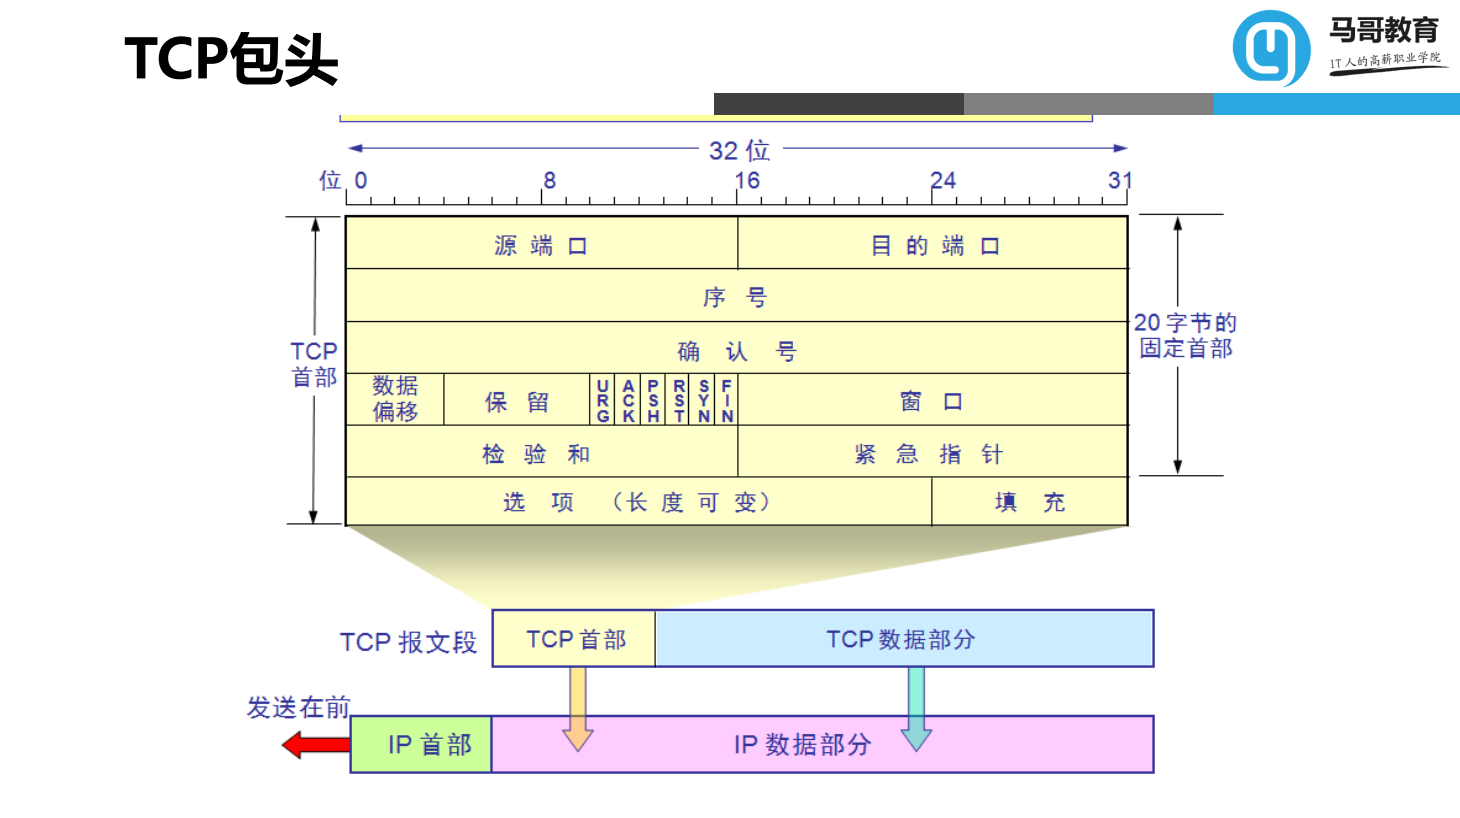 TCP包头
马哥教育
IT人的高薪职业学院
32 位
位 0 8 16 24 31
源端口 目的端口
序号
确认号
TCP
首部
20 字节的
固定首部
数据
偏移
保留
URG ACK PSH RST SYN FIN
窗口
检验和 紧急指针
选项 （长度可变） 填充
TCP 报文段 TCP 首部 TCP 数据部分
发送在前
IP 首部 IP 数据部分